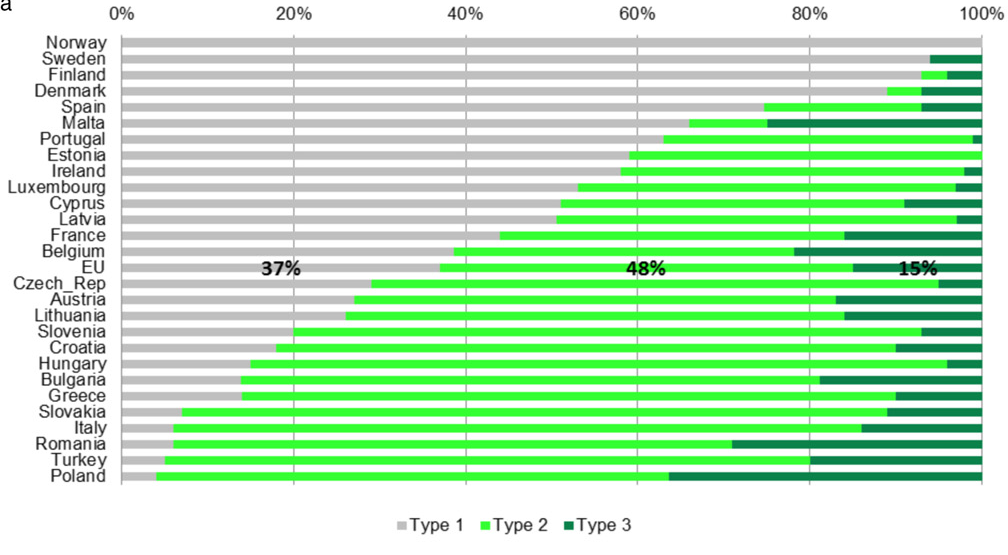 a
0% 20% 40% 60% 80% 100%
Norway
Sweden
Finland
Denmark
Spain
Malta
Portugal
Estonia
Ireland
Luxembourg
Cyprus
Latvia
France
Belgium
EU 37% 48% 15%
Czech_Rep
Austria
Lithuania
Slovenia
Croatia
Hungary
Bulgaria
Greece
Slovakia
Italy
Romania
Turkey
Poland
Type 1 Type 2 Type 3